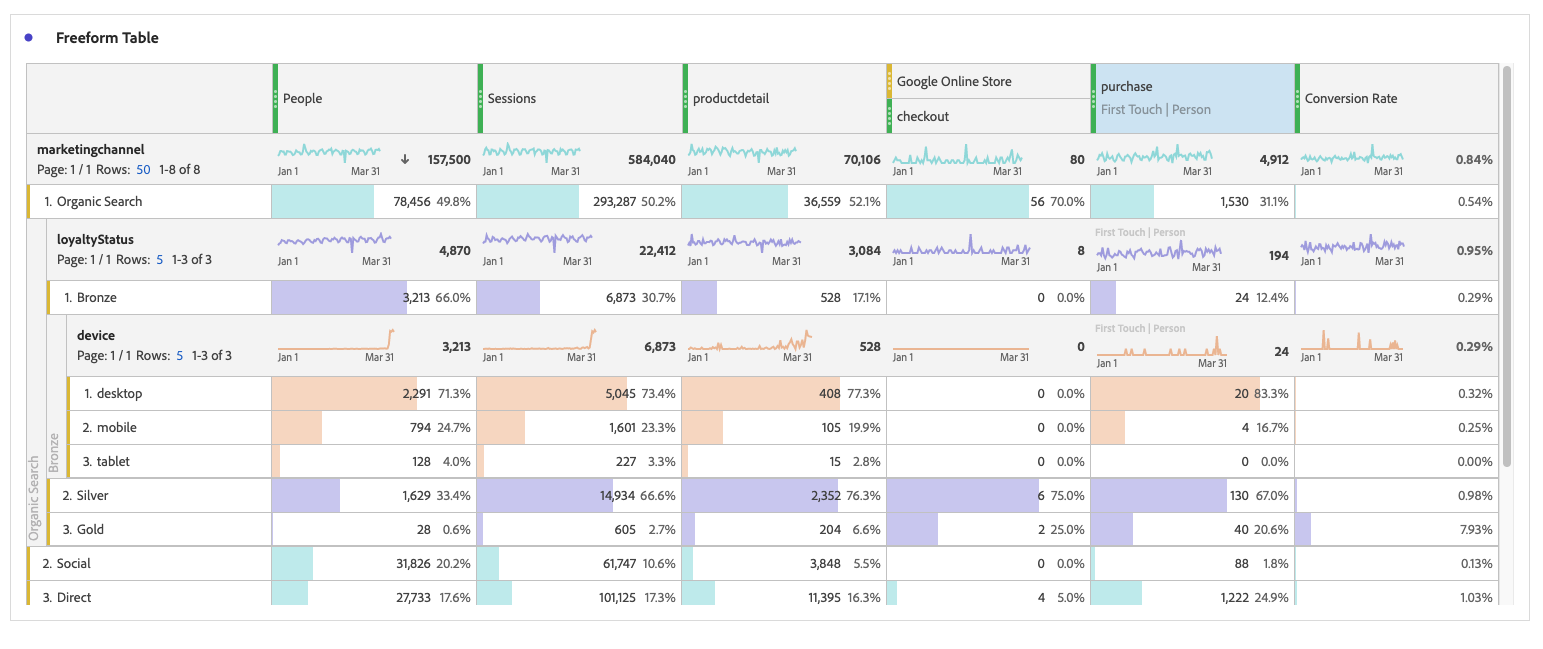 Freeform Table
People
Sessions
productdetail
Google Online Store
checkout
purchase
First Touch | Person
Conversion Rate
marketingchannel
Page: 1 / 1 Rows: 50 1-8 of 8
Jan 1 Mar 31 157,500
Jan 1 Mar 31 584,040
Jan 1 Mar 31 70,106
Jan 1 Mar 31 80
Jan 1 Mar 31 4,912
Jan 1 Mar 31 0.84%
1. Organic Search 78,456 49.8% 293,287 50.2% 36,559 52.1% 56 70.0% 1,530 31.1% 0.54%
loyaltyStatus
Page: 1 / 1 Rows: 5 1-3 of 3
Jan 1 Mar 31 4,870
Jan 1 Mar 31 22,412
Jan 1 Mar 31 3,084
Jan 1 Mar 31 8
First Touch | Person
Jan 1 Mar 31 194
Jan 1 Mar 31 0.95%
1. Bronze 3,213 66.0% 6,873 30.7% 528 17.1% 0 0.0% 24 12.4% 0.29%
device
Page: 1 / 1 Rows: 5 1-3 of 3
Jan 1 Mar 31 3,213
Jan 1 Mar 31 6,873
Jan 1 Mar 31 528
Jan 1 Mar 31 0
First Touch | Person
Jan 1 Mar 31 24
Jan 1 Mar 31 0.29%
1. desktop 2,291 71.3% 5,045 73.4% 408 77.3% 0 0.0% 20 83.3% 0.32%
2. mobile 794 24.7% 1,601 23.3% 105 19.9% 0 0.0% 4 16.7% 0.25%
3. tablet 128 4.0% 227 3.3% 15 2.8% 0 0.0% 0 0.0% 0.00%
Bronze
2. Silver 1,629 33.4% 14,934 66.6% 2,352 76.3% 6 75.0% 130 67.0% 0.98%
3. Gold 28 0.6% 605 2.7% 204 6.6% 2 25.0% 40 20.6% 7.93%
Organic Search
2. Social 31,826 20.2% 61,747 10.6% 3,848 5.5% 0 0.0% 88 1.8% 0.13%
3. Direct 27,733 17.6% 101,125 17.3% 11,395 16.3% 4 5.0% 1,222 24.9% 1.03%